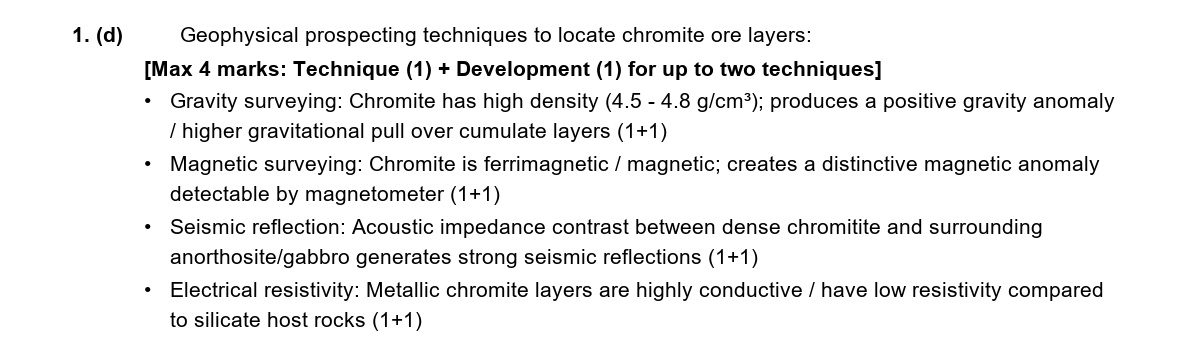 1. (d) Geophysical prospecting techniques to locate chromite ore layers:
[Max 4 marks: Technique (1) + Development (1) for up to two techniques]
• Gravity surveying: Chromite has high density (4.5 - 4.8 g/cm³); produces a positive gravity anomaly
/ higher gravitational pull over cumulate layers (1+1)
• Magnetic surveying: Chromite is ferrimagnetic / magnetic; creates a distinctive magnetic anomaly
detectable by magnetometer (1+1)
• Seismic reflection: Acoustic impedance contrast between dense chromitite and surrounding
anorthosite/gabbro generates strong seismic reflections (1+1)
• Electrical resistivity: Metallic chromite layers are highly conductive / have low resistivity compared
to silicate host rocks (1+1)